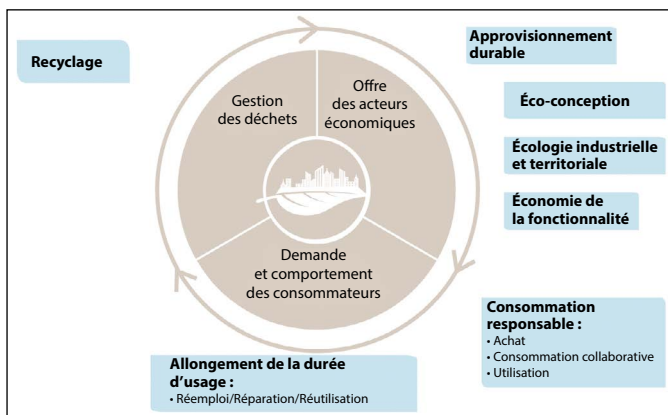 Recyclage
Gestion
des déchets
Offre
des acteurs
économiques
Demande
et comportement
des consommateurs
Approvisionnement
durable
Éco-conception
Écologie industrielle
et territoriale
Économie de
la fonctionnalité
Consommation
responsable :
• Achat
• Consommation collaborative
• Utilisation
Allongement de la durée
d’usage :
• Réemploi/Réparation/Réutilisation